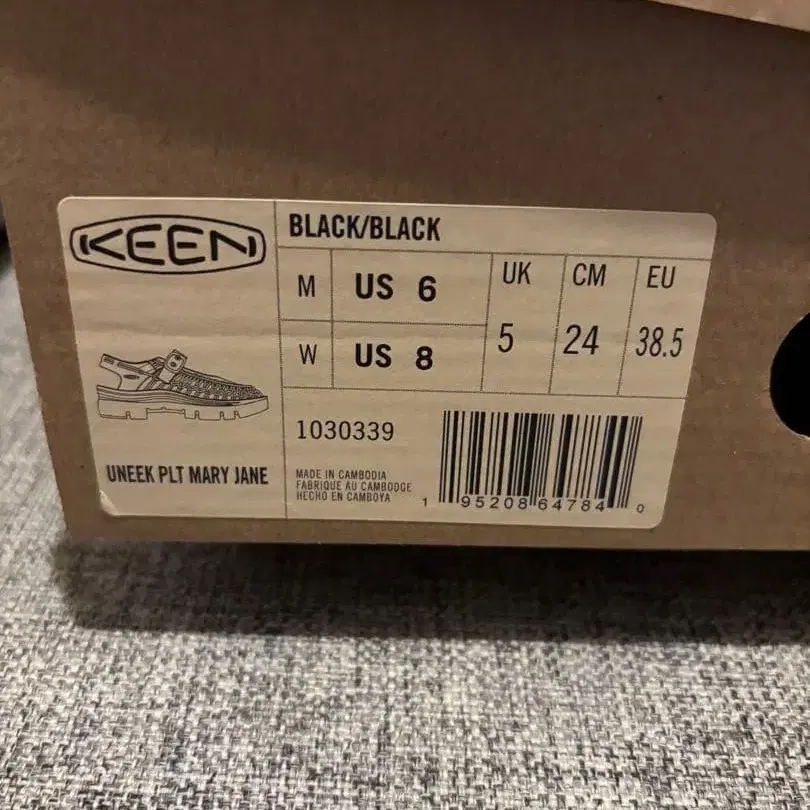 KEEN
BLACK/BLACK
M US 6
W US 8
UK CM EU
5 24 38.5
1030339
UNEEK PLT MARY JANE
MADE IN CAMBODIA
FABRIQUE AU CAMBODGE
HECHO EN CAMBOYA
1 95208 64784 0